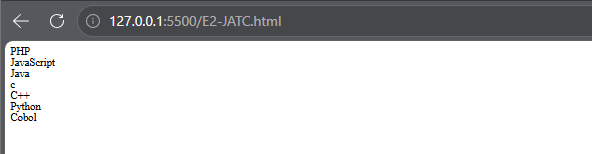 127.0.0.1:5500/E2-JATC.html
PHP
JavaScript
Java
c
C++
Python
Cobol